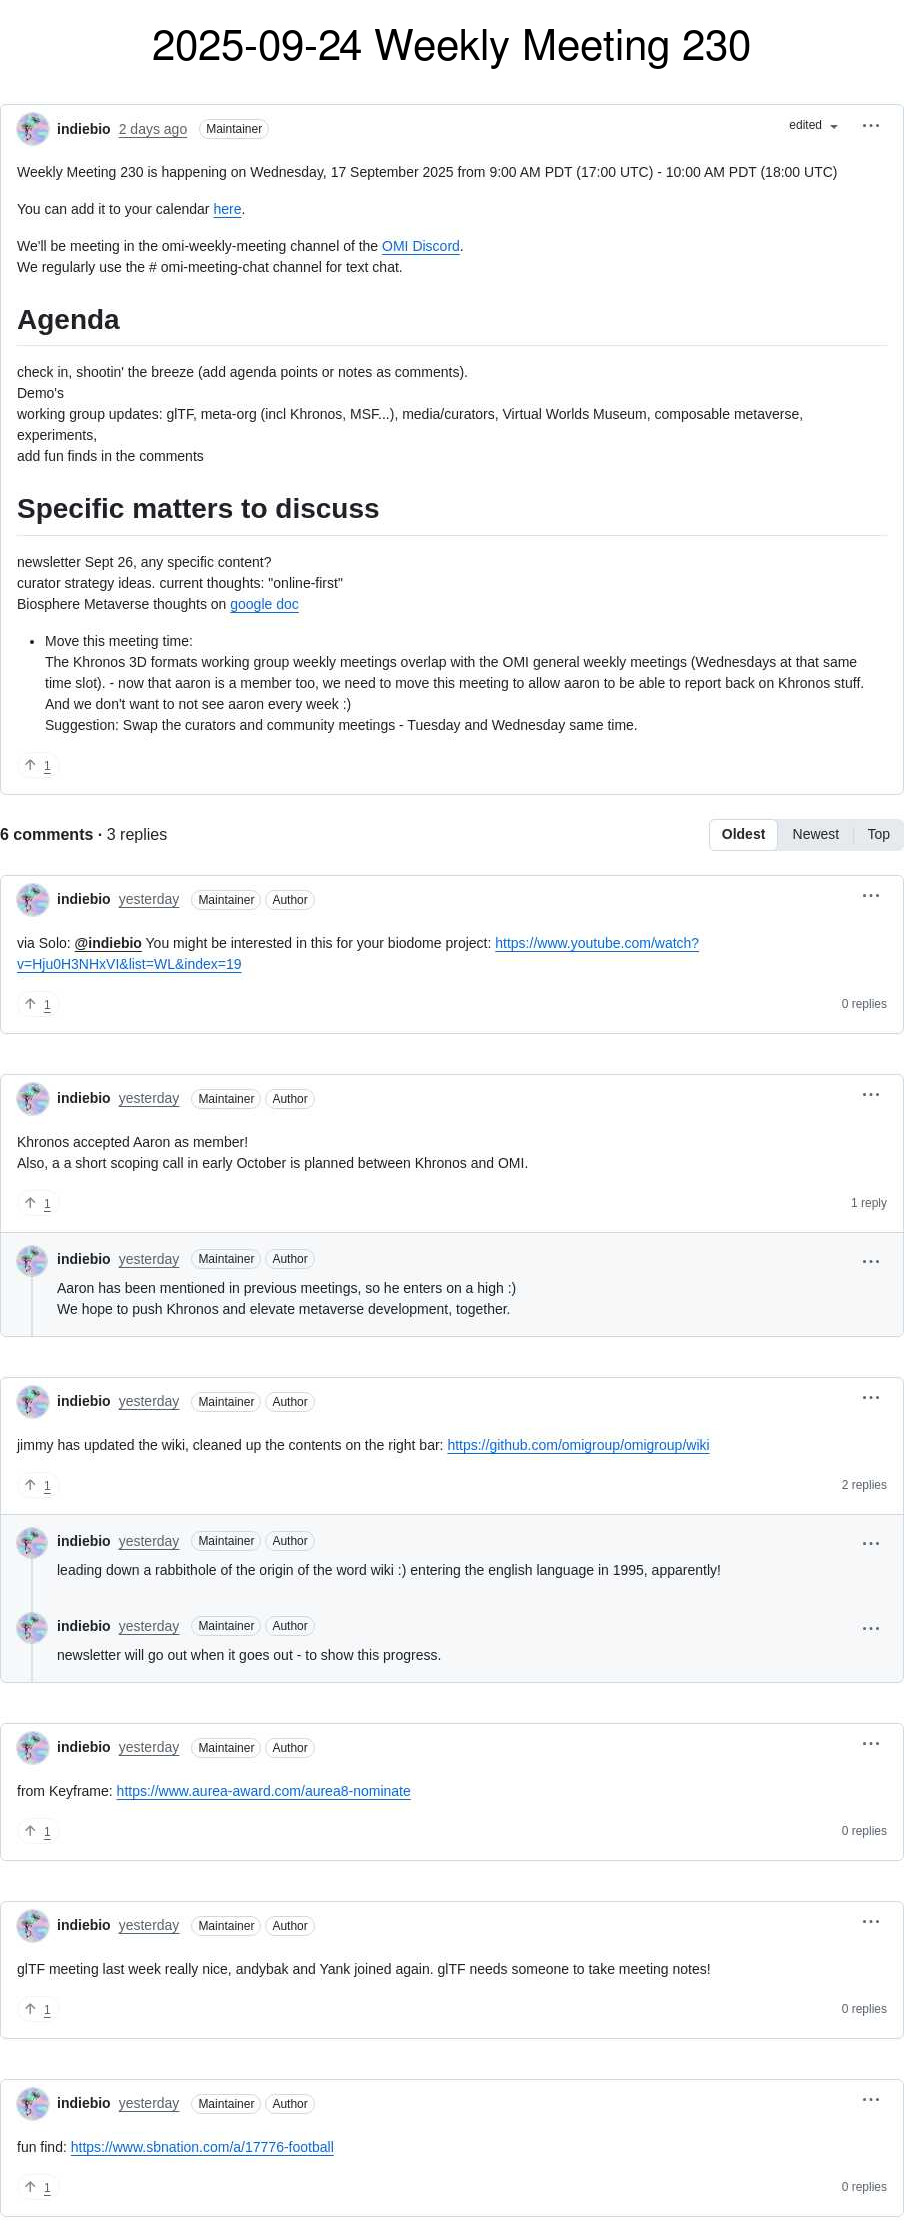 2025-09-24 Weekly Meeting 230
indiebio 2 days ago Maintainer edited
Weekly Meeting 230 is happening on Wednesday, 17 September 2025 from 9:00 AM PDT (17:00 UTC) - 10:00 AM PDT (18:00 UTC)
You can add it to your calendar here.
We'll be meeting in the omi-weekly-meeting channel of the OMI Discord.
We regularly use the # omi-meeting-chat channel for text chat.
Agenda
check in, shootin' the breeze (add agenda points or notes as comments).
Demo's
working group updates: glTF, meta-org (incl Khronos, MSF...), media/curators, Virtual Worlds Museum, composable metaverse,
experiments,
add fun finds in the comments
Specific matters to discuss
newsletter Sept 26, any specific content?
curator strategy ideas. current thoughts: "online-first"
Biosphere Metaverse thoughts on google doc
• Move this meeting time:
The Khronos 3D formats working group weekly meetings overlap with the OMI general weekly meetings (Wednesdays at that same
time slot). - now that aaron is a member too, we need to move this meeting to allow aaron to be able to report back on Khronos stuff.
And we don't want to not see aaron every week :)
Suggestion: Swap the curators and community meetings - Tuesday and Wednesday same time.
1
6 comments · 3 replies Oldest Newest Top
indiebio yesterday Maintainer Author
via Solo: @indiebio You might be interested in this for your biodome project: https://www.youtube.com/watch?
v=Hju0H3NHxVI&list=WL&index=19
1 0 replies
indiebio yesterday Maintainer Author
Khronos accepted Aaron as member!
Also, a a short scoping call in early October is planned between Khronos and OMI.
1 1 reply
indiebio yesterday Maintainer Author
Aaron has been mentioned in previous meetings, so he enters on a high :)
We hope to push Khronos and elevate metaverse development, together.
indiebio yesterday Maintainer Author
jimmy has updated the wiki, cleaned up the contents on the right bar: https://github.com/omigroup/omigroup/wiki
1 2 replies
indiebio yesterday Maintainer Author
leading down a rabbithole of the origin of the word wiki :) entering the english language in 1995, apparently!
indiebio yesterday Maintainer Author
newsletter will go out when it goes out - to show this progress.
indiebio yesterday Maintainer Author
from Keyframe: https://www.aurea-award.com/aurea8-nominate
1 0 replies
indiebio yesterday Maintainer Author
glTF meeting last week really nice, andybak and Yank joined again. glTF needs someone to take meeting notes!
1 0 replies
indiebio yesterday Maintainer Author
fun find: https://www.sbnation.com/a/17776-football
1 0 replies